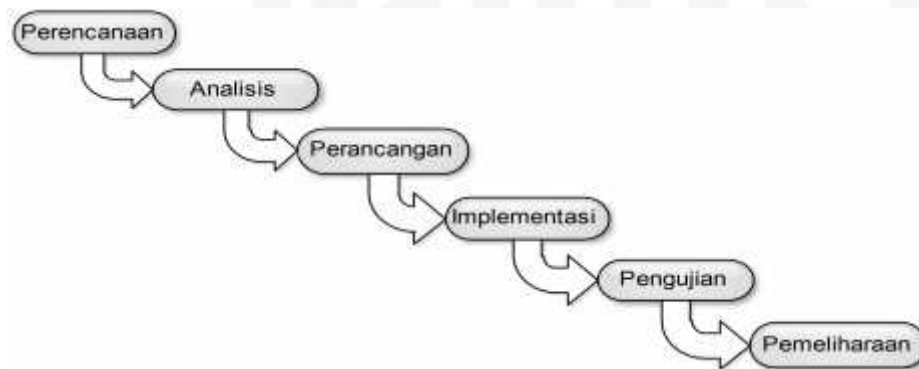 Perencanaan
Analisis
Perancangan
Implementasi
Pengujian
Pemeliharaan